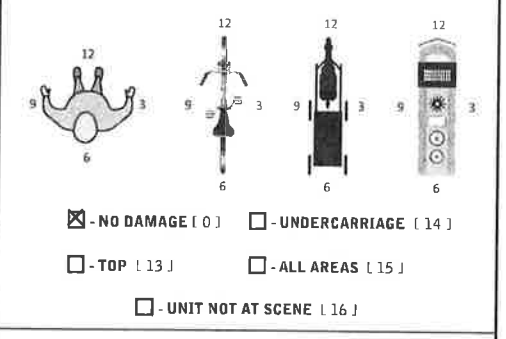 12 12 12
12
9 3 9 3 9 3 9 3
6
6 6 6
☒ - NO DAMAGE [ 0 ] ☐ - UNDERCARRIAGE [ 14 ]
☐ - TOP [ 13 ] ☐ - ALL AREAS [ 15 ]
☐ - UNIT NOT AT SCENE [ 16 ]